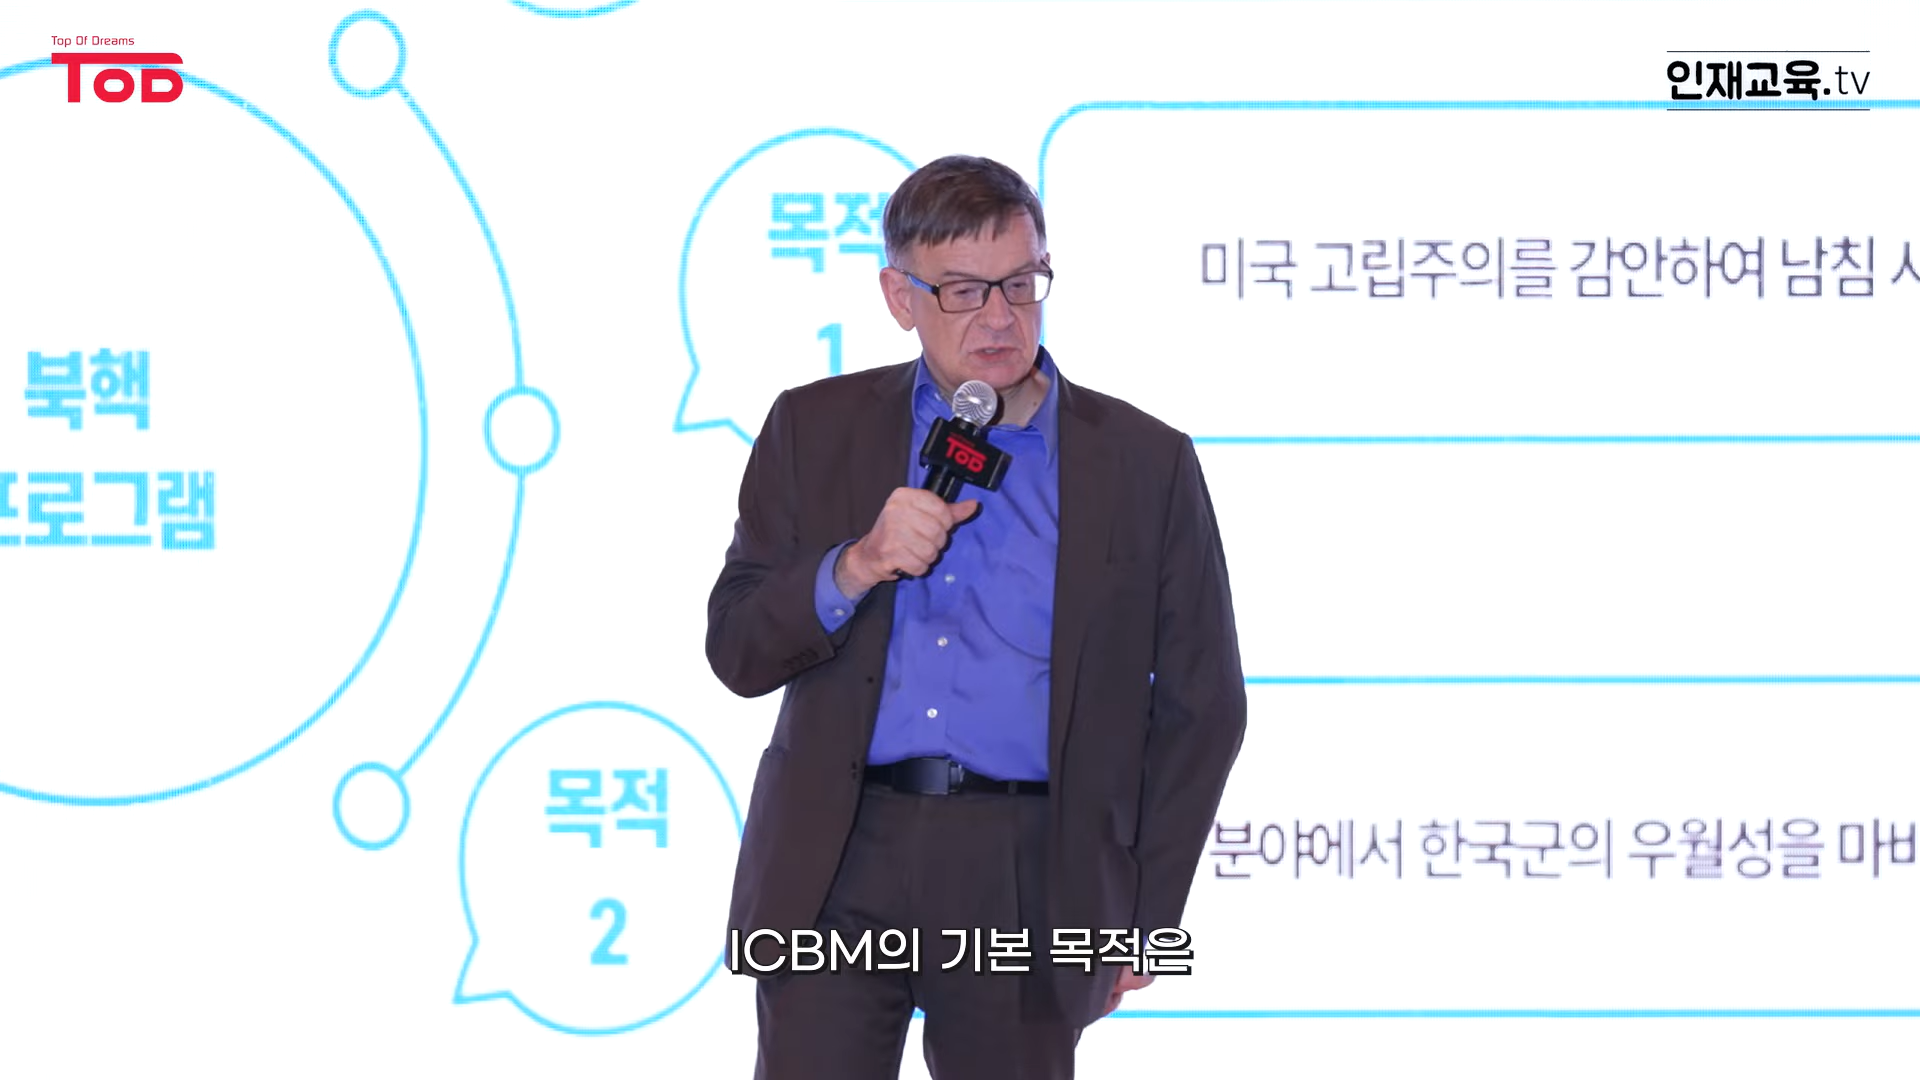 Top Of Dreams
TOD
인재교육.tv
북핵
프로그램
목적
1
미국 고립주의를 감안하여 남침
TOD
목적
2
분야에서 한국군의 우월성을
ICBM의 기본 목적은